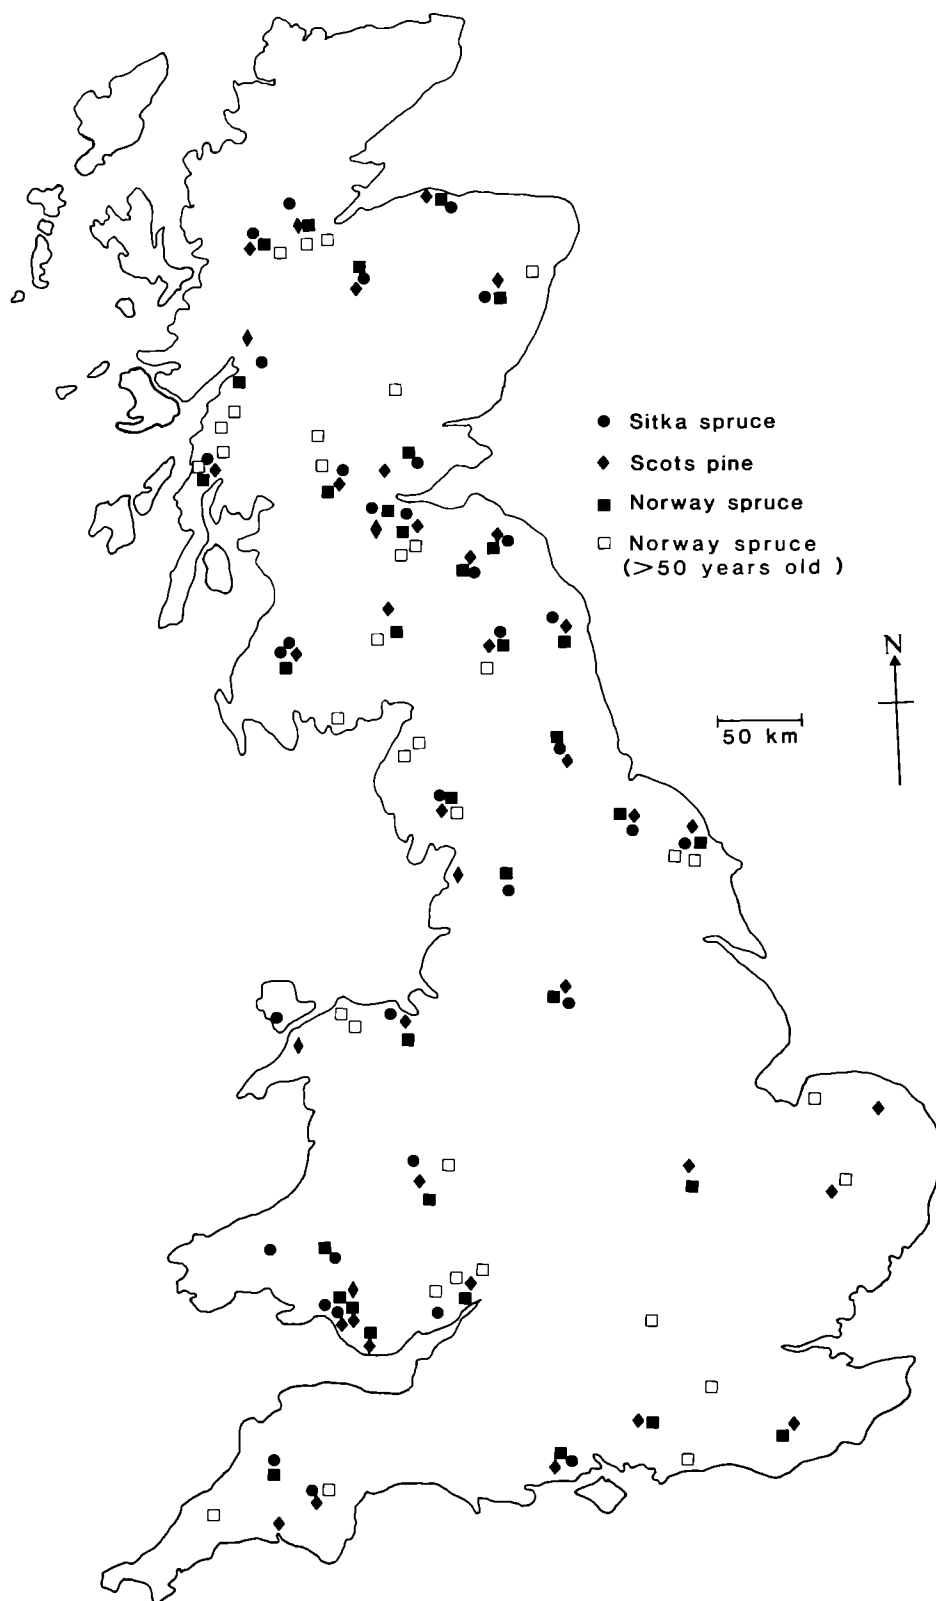 Sitka spruce
Scots pine
Norway spruce
Norway spruce
(>50 years old )
N
50 km